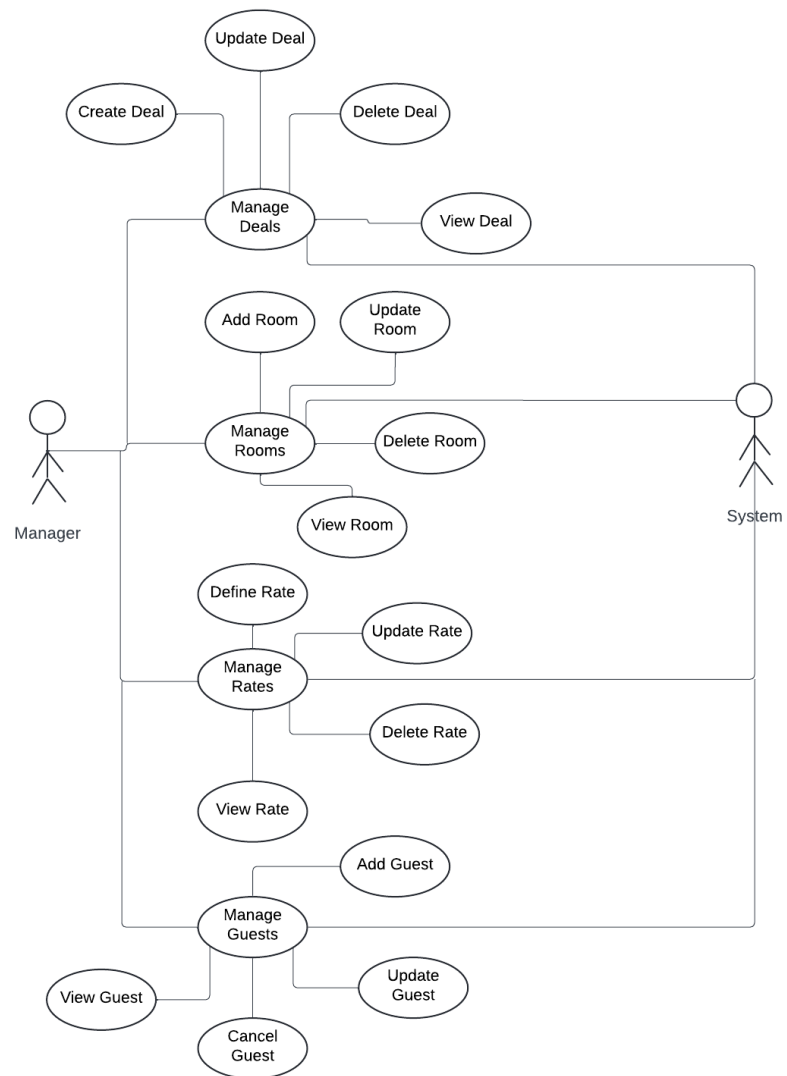 Update Deal
Create Deal
Delete Deal
Manage
Deals
View Deal
Add Room
Update
Room
Manage
Rooms
Delete Room
View Room
Manager
System
Define Rate
Update Rate
Manage
Rates
Delete Rate
View Rate
Add Guest
Manage
Guests
View Guest
Update
Guest
Cancel
Guest